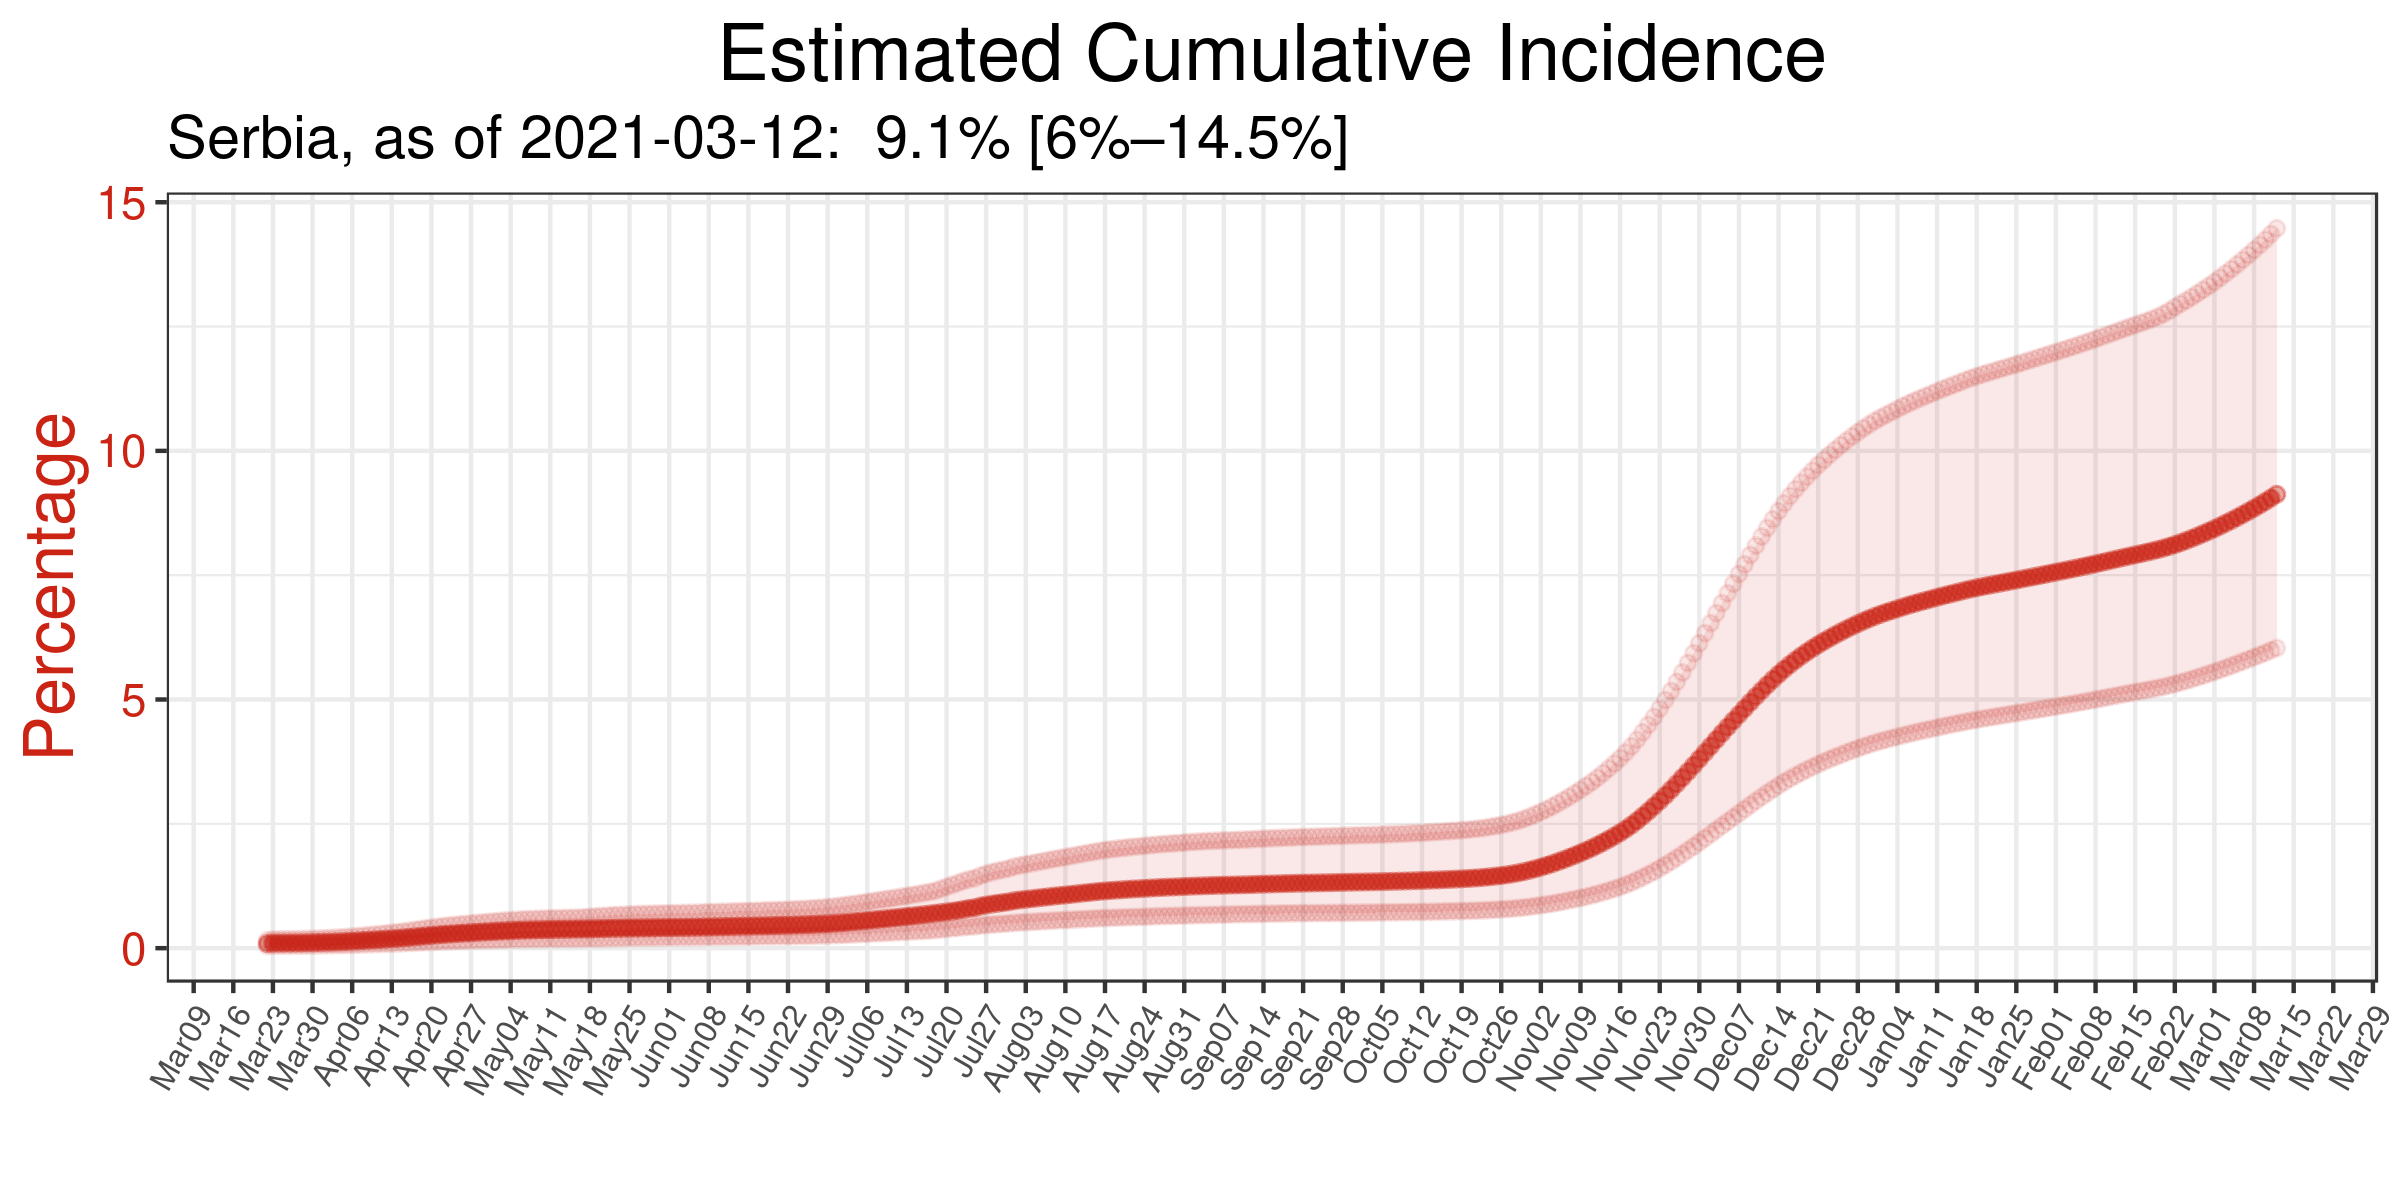 Estimated Cumulative Incidence
Serbia, as of 2021-03-12:  9.1% [6%–14.5%]
Percentage
15
10
5
0
Mar09
Mar16
Mar23
Mar30
Apr06
Apr13
Apr20
Apr27
May04
May11
May18
May25
Jun01
Jun08
Jun15
Jun22
Jun29
Jul06
Jul13
Jul20
Jul27
Aug03
Aug10
Aug17
Aug24
Aug31
Sep07
Sep14
Sep21
Sep28
Oct05
Oct12
Oct19
Oct26
Nov02
Nov09
Nov16
Nov23
Nov30
Dec07
Dec14
Dec21
Dec28
Jan04
Jan11
Jan18
Jan25
Feb01
Feb08
Feb15
Feb22
Mar01
Mar08
Mar15
Mar22
Mar29